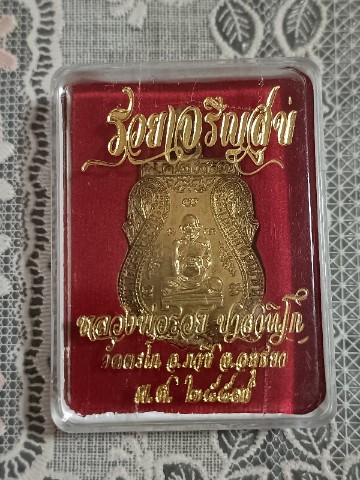 รวยเจริญสุข
หลวงพ่อรวย ปาสาทิโก
วัดตะโก อ.ภาชี จ.อยุธยา
พ.ศ.